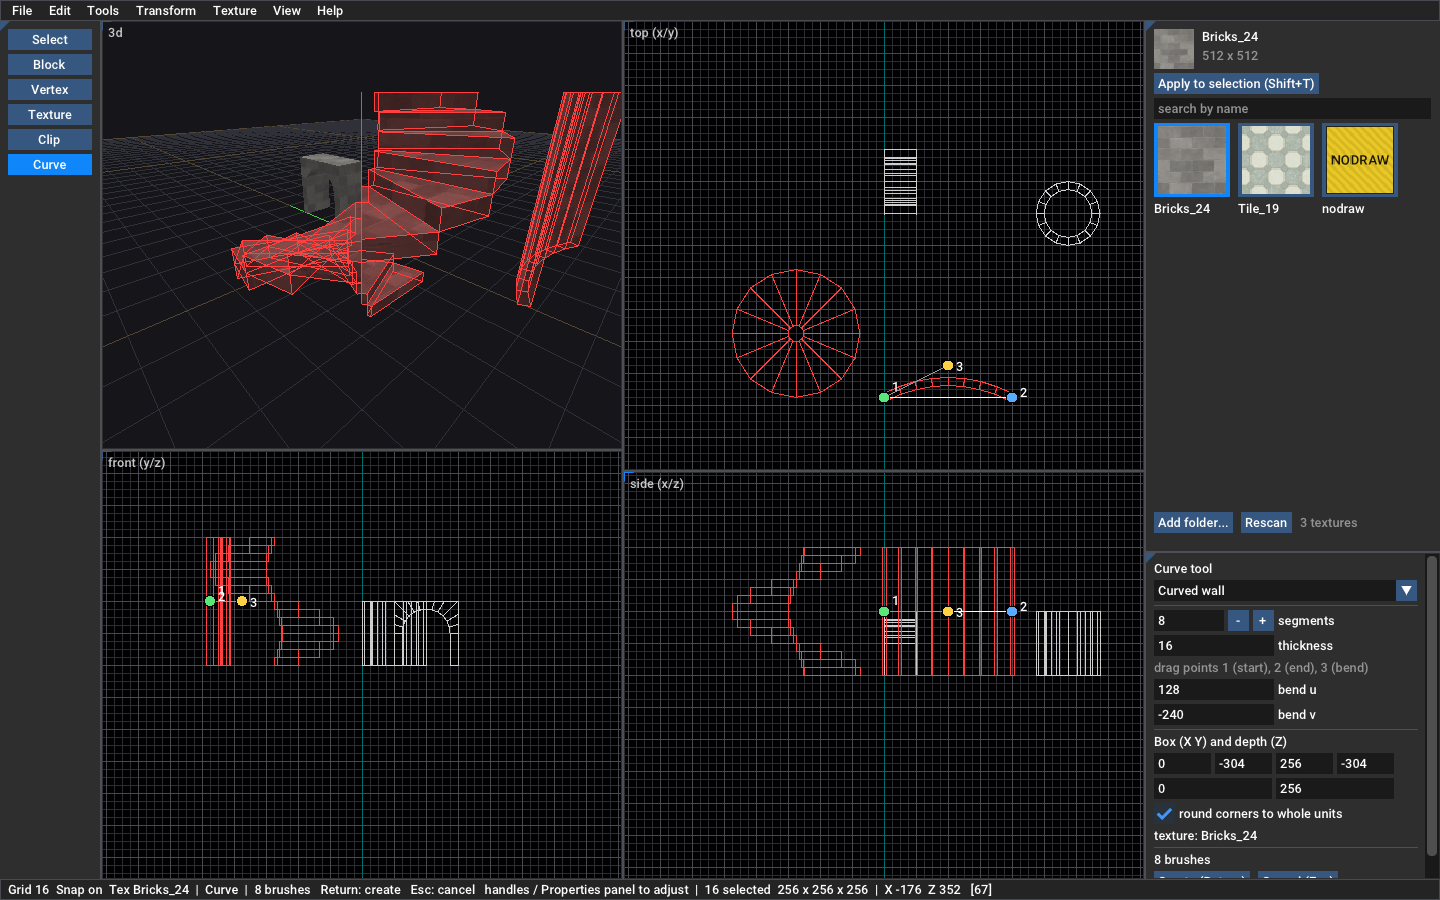 File Edit Tools Transform Texture View Help
Select
Block
Vertex
Texture
Clip
Curve
3d
top (x/y)
1
3
2
front (y/z)
2
3
side (x/z)
1
3
2
Bricks_24
512 x 512
Apply to selection (Shift+T)
search by name
NODRAW
Bricks_24 Tile_19 nodraw
Add folder... Rescan 3 textures
Curve tool
Curved wall
8 - + segments
16 thickness
drag points 1 (start), 2 (end), 3 (bend)
128 bend u
-240 bend v
Box (X Y) and depth (Z)
0 -304 256 -304
0 256
round corners to whole units
texture: Bricks_24
8 brushes
Grid 16 Snap on Tex Bricks_24 | Curve | 8 brushes Return: create Esc: cancel handles / Properties panel to adjust | 16 selected 256 x 256 x 256 | X -176 Z 352 [67]